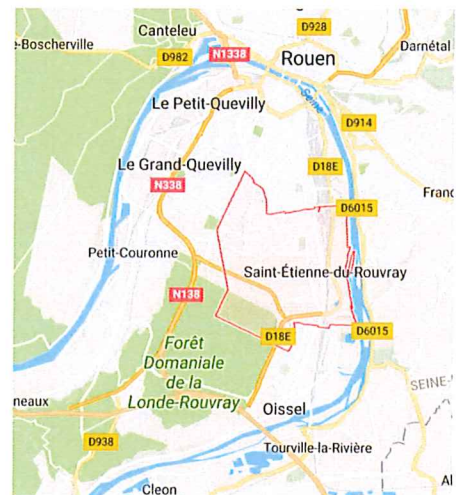 D928
Canteleu
e-Boscherville
Darnétal
D982
N1338
Rouen
Seine
Le Petit-Quevilly
D914
Le Grand-Quevilly
D18E
N338
Franq
D6015
Petit-Couronne
Saint-Étienne-du-Rouvray
N138
D18E
D6015
Forêt
Domaniale
de la
Londe-Rouvray
SEINE-
neaux
Oissel
D938
Tourville-la-Rivière
Cleon
Al